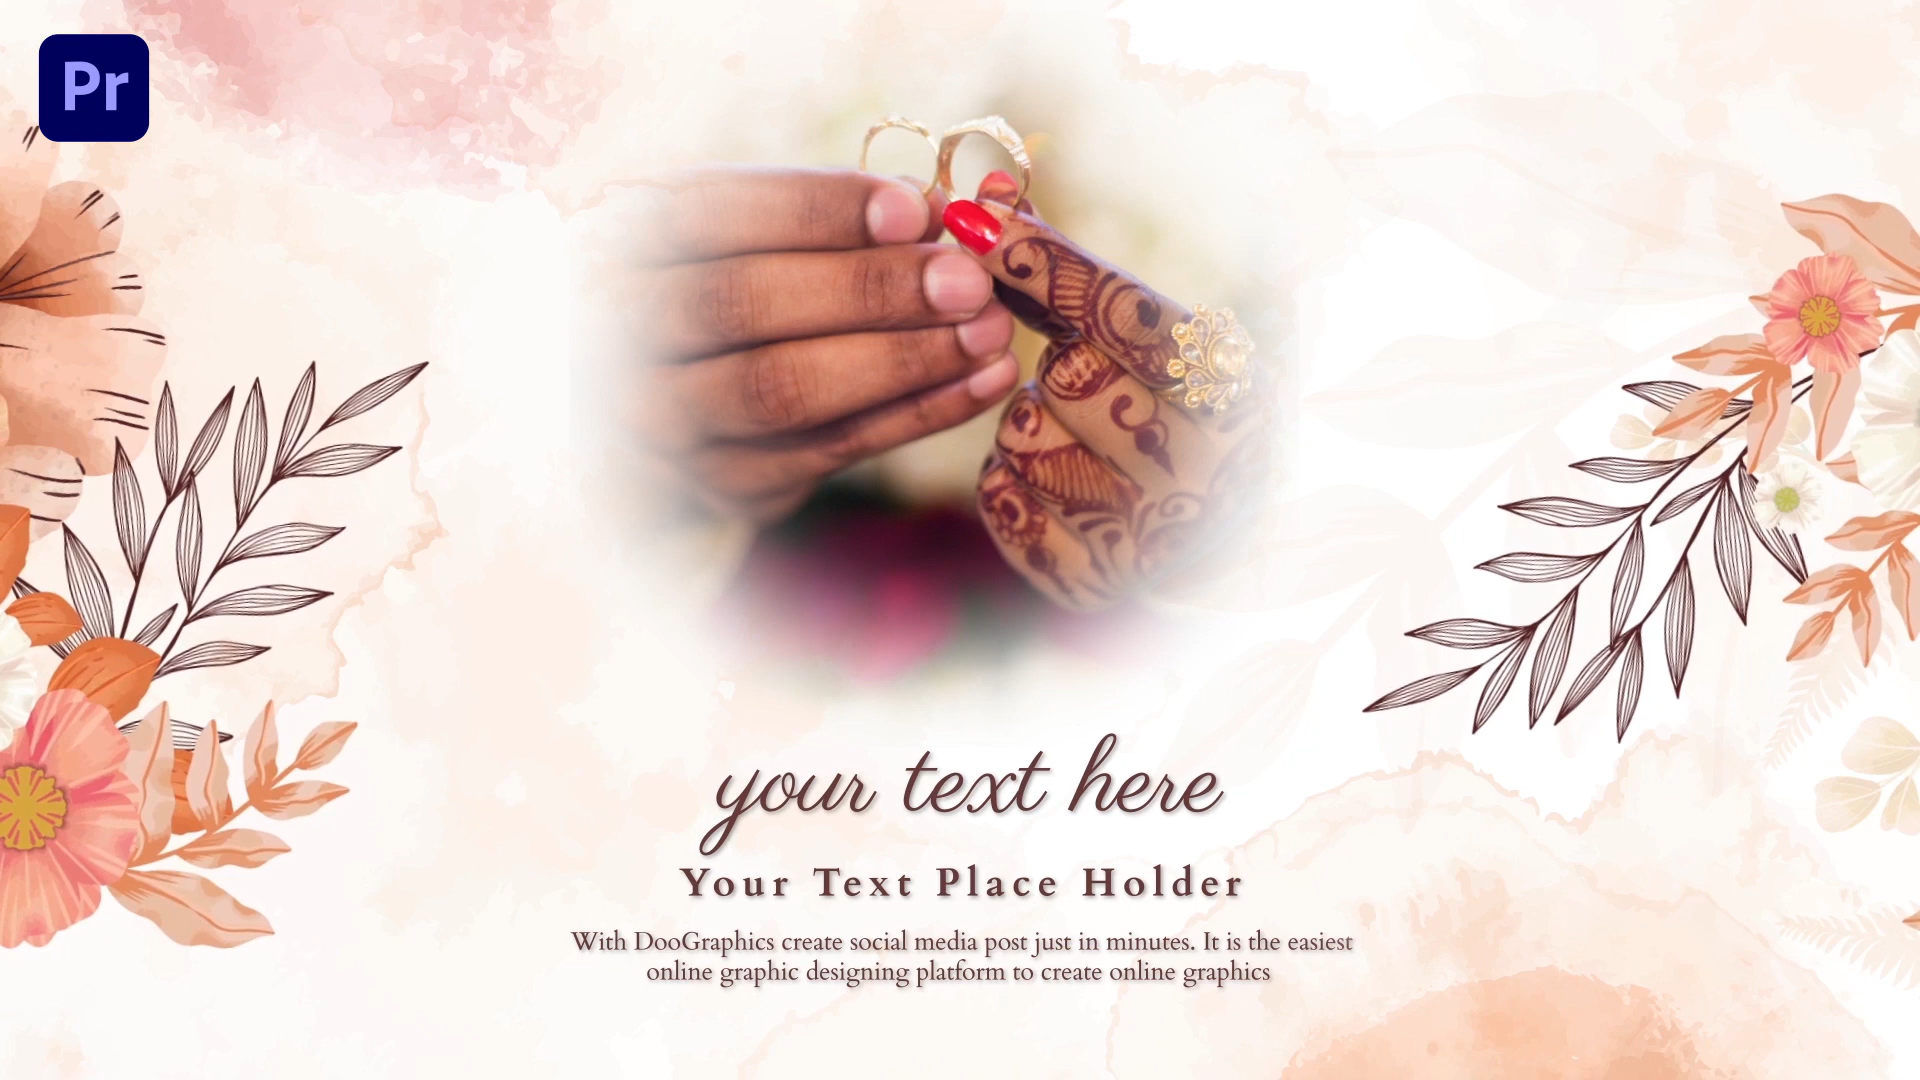 Pr
your text here
Your Text Place Holder
With DooGraphics create social media post just in minutes. It is the easiest
online graphic designing platform to create online graphics